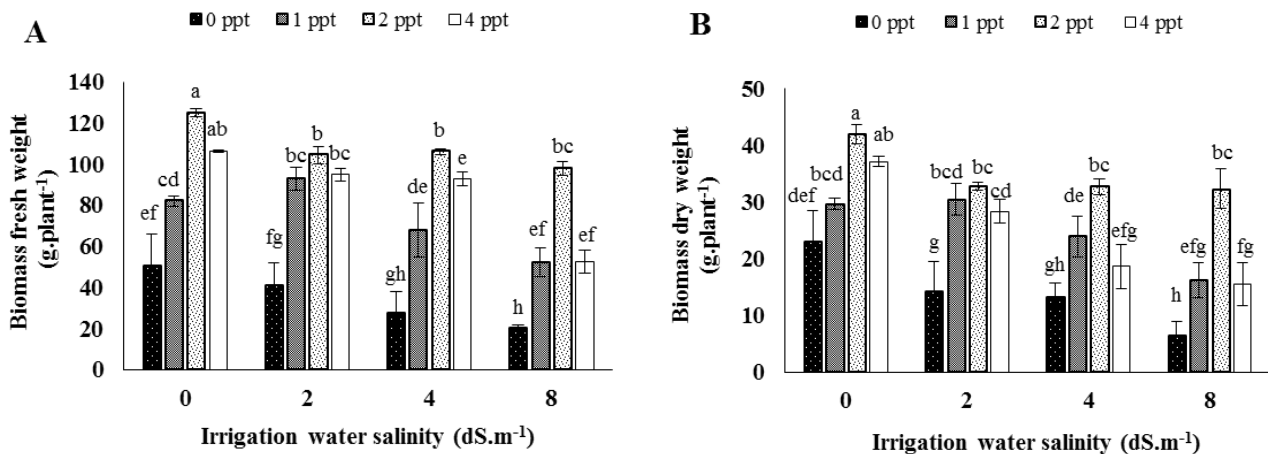 A
0 ppt 1 ppt 2 ppt 4 ppt
Biomass fresh weight
(g.plant-1)
140
120
100
80
60
40
20
0
ef cd a ab
fg bc b bc
gh de b e
h ef bc ef
0 2 4 8
Irrigation water salinity (dS.m-1)
B
0 ppt 1 ppt 2 ppt 4 ppt
Biomass dry weight
(g.plant-1)
50
40
30
20
10
0
def bcd a ab
g bcd bc cd
gh de bc efg
h efg bc fg
0 2 4 8
Irrigation water salinity (dS.m-1)